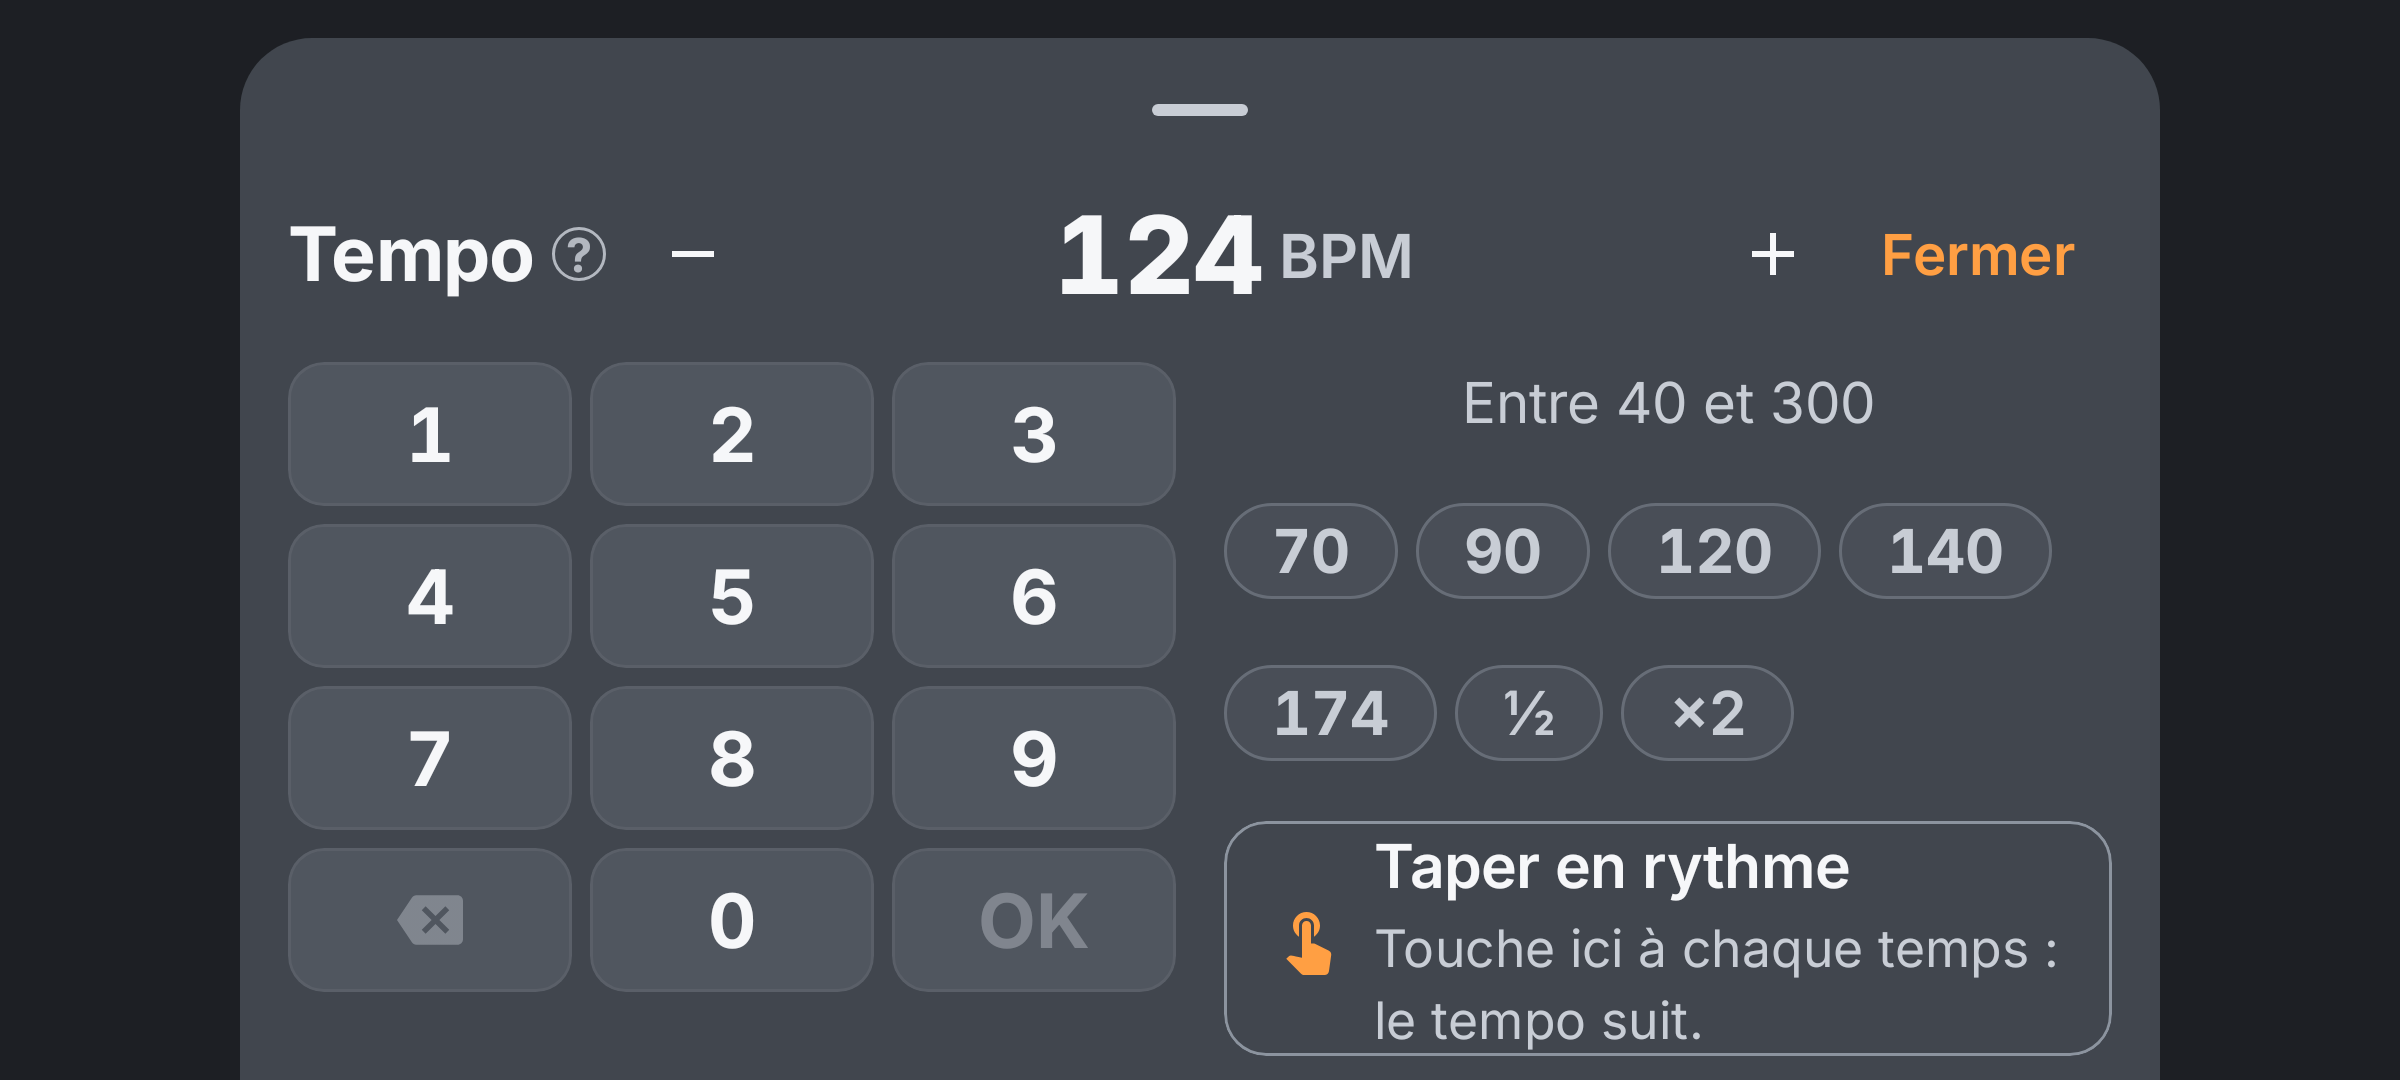 Tempo ? − 124 BPM + Fermer
1 2 3
Entre 40 et 300
4 5 6
70 90 120 140
7 8 9
174 ½ ×2
0 OK
Taper en rythme
Touche ici à chaque temps :
le tempo suit.